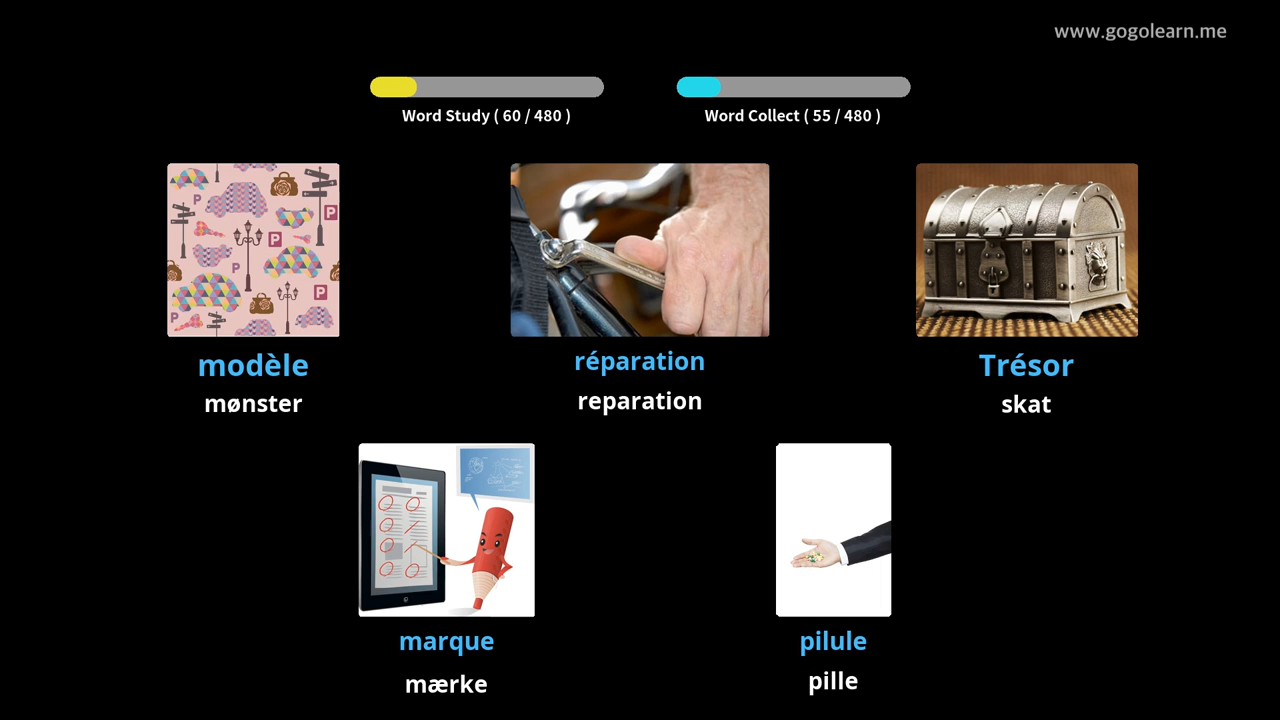 www.gogolearn.me
Word Study ( 60 / 480 )
Word Collect ( 55 / 480 )
P
P
P
P
P
P
modèle
réparation
Trésor
mønster
reparation
skat
marque
pilule
mærke
pille